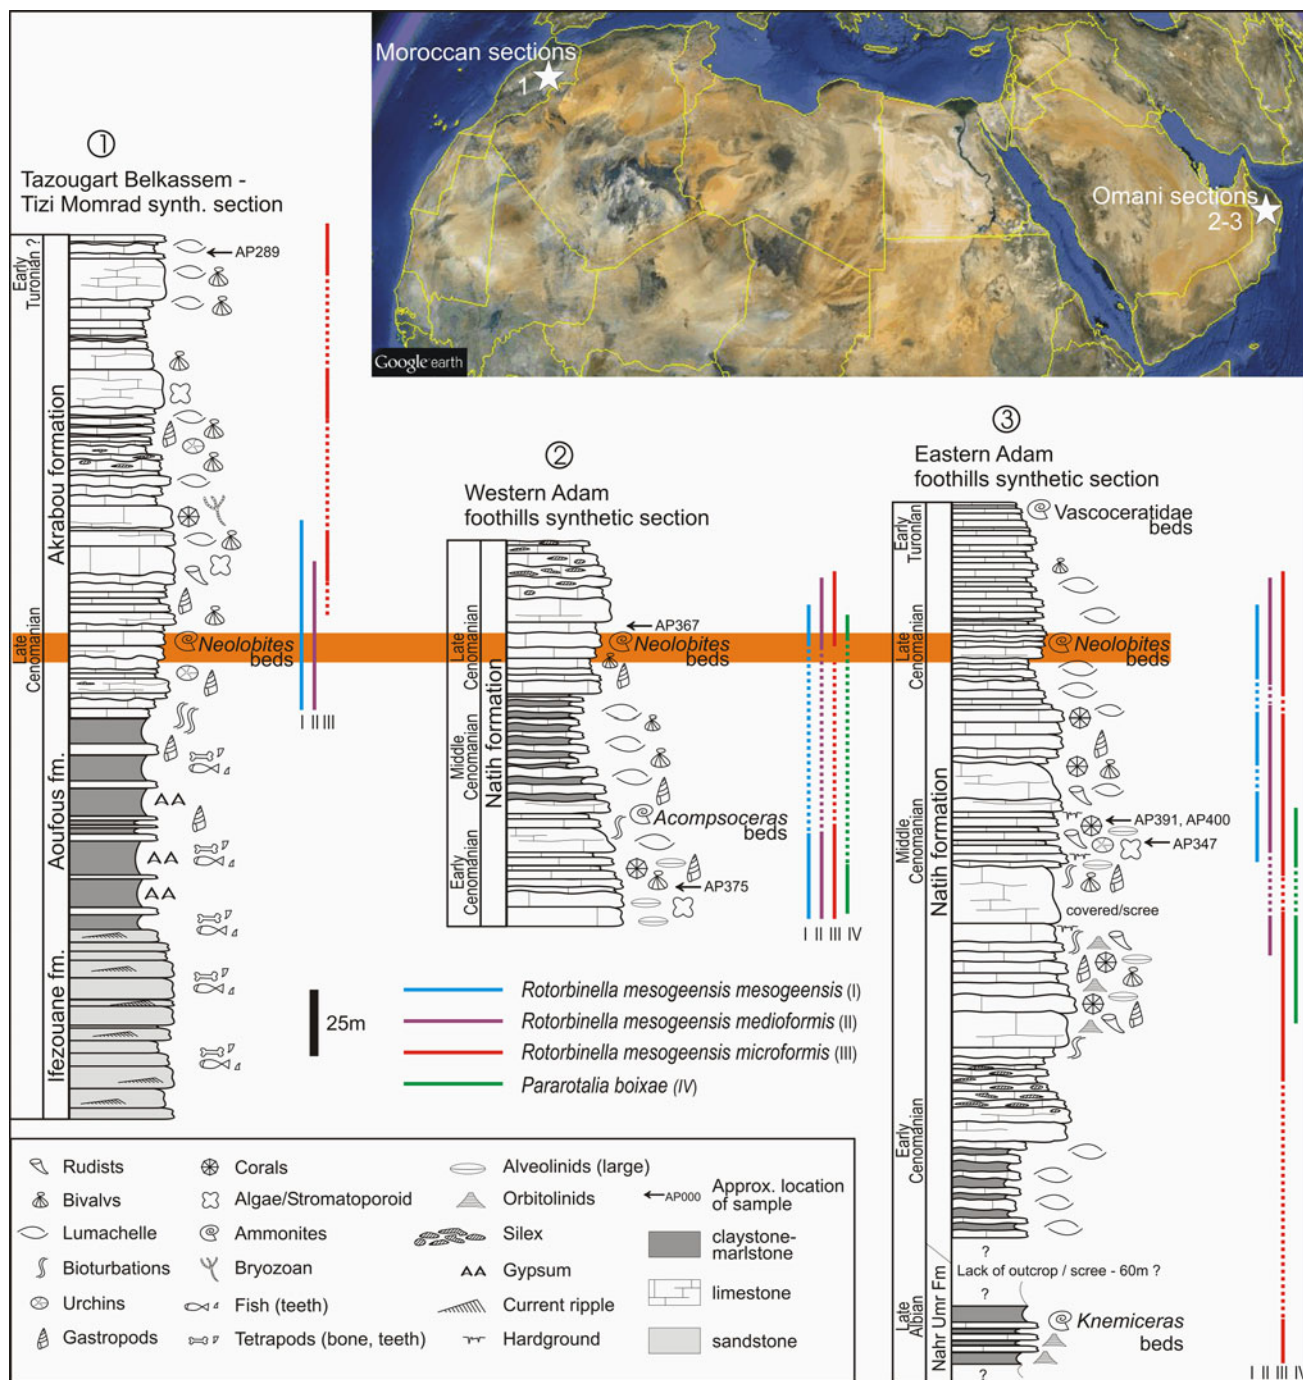 Moroccan sections
1
Omani sections
2-3
Google earth
1
Tazougart Belkassem -
Tizi Momrad synth. section
Early
Turonian ?
AP289
Akrabou formation
Late
Cenomanian
Neolobites
beds
I II III
Aoufous fm.
Ifezouane fm.
2
Western Adam
foothills synthetic section
Late
Cenomanian
AP367
Neolobites
beds
Middle
Cenomanian
Natih formation
Acompsoceras
beds
Early
Cenomanian
AP375
I II III IV
3
Eastern Adam
foothills synthetic section
Early
Turonian
Vascoceratidae
beds
Late
Cenomanian
Neolobites
beds
Natih formation
Middle
Cenomanian
AP391, AP400
AP347
covered/scree
Early
Cenomanian
?
Lack of outcrop / scree - 60m ?
?
Late
Albian
Nahr Umr Fm
Knemiceras
beds
?
I II III IV
25m
Rotorbinella mesogeensis mesogeensis (I)
Rotorbinella mesogeensis medioformis (II)
Rotorbinella mesogeensis microformis (III)
Pararotalia boixae (IV)
Rudists
Bivalvs
Lumachelle
Bioturbations
Urchins
Gastropods
Corals
Algae/Stromatoporoid
Ammonites
Bryozoan
Fish (teeth)
Tetrapods (bone, teeth)
Alveolinids (large)
Orbitolinids
Silex
Gypsum
Current ripple
Hardground
AP000
Approx. location
of sample
claystone-
marlstone
limestone
sandstone